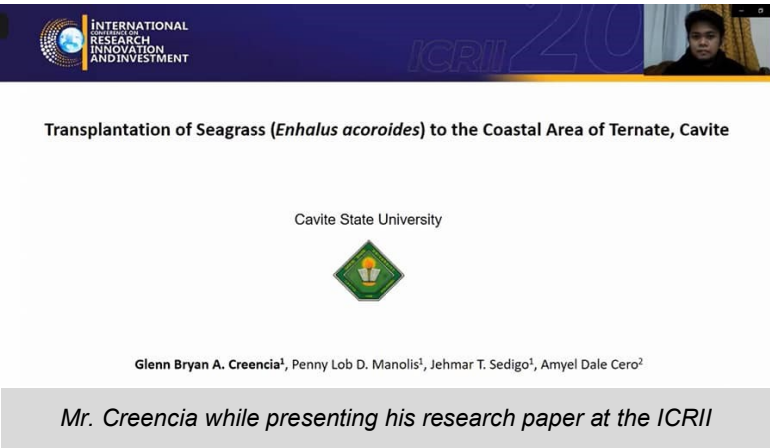 INTERNATIONAL
CONFERENCE ON
RESEARCH
INNOVATION
ANDINVESTMENT
ICRII 20
Transplantation of Seagrass (Enhalus acoroides) to the Coastal Area of Ternate, Cavite
Cavite State University
Glenn Bryan A. Creencia¹, Penny Lob D. Manolis¹, Jehmar T. Sedigo¹, Amyel Dale Cero²
Mr. Creencia while presenting his research paper at the ICRII